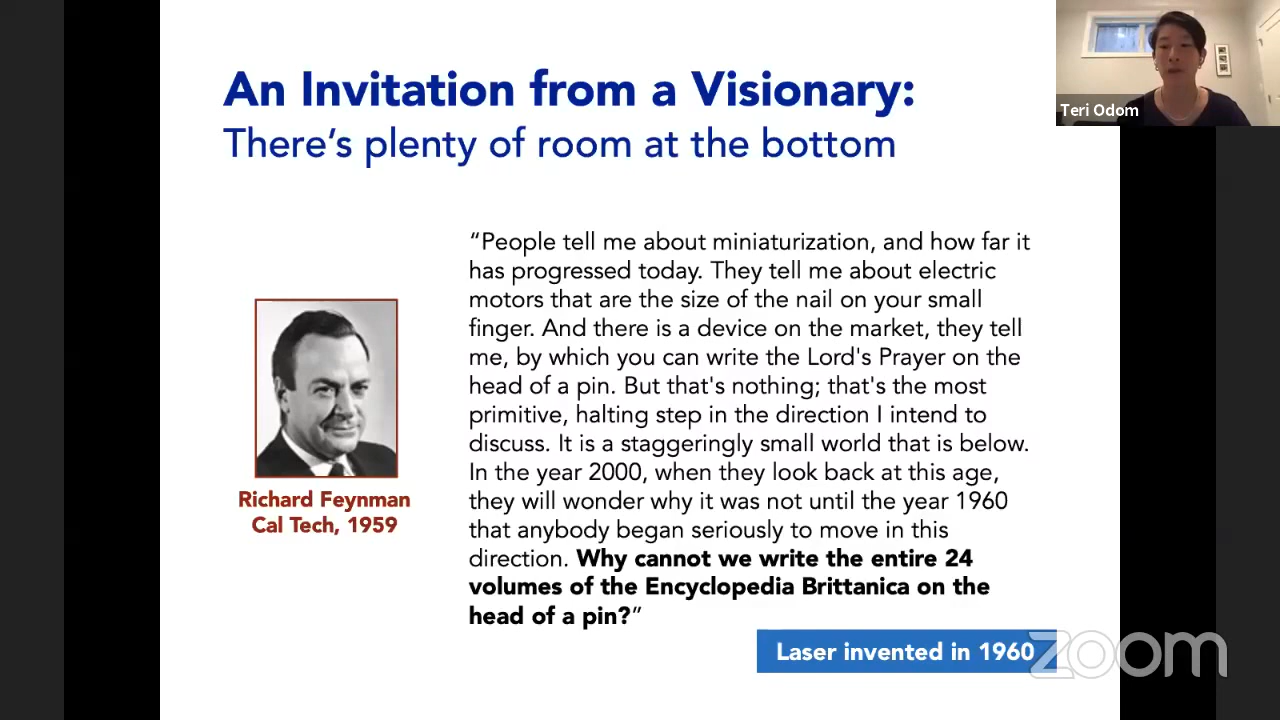 An Invitation from a Visionary:
There's plenty of room at the bottom
Teri Odom
“People tell me about miniaturization, and how far it
has progressed today. They tell me about electric
motors that are the size of the nail on your small
finger. And there is a device on the market, they tell
me, by which you can write the Lord's Prayer on the
head of a pin. But that's nothing; that's the most
primitive, halting step in the direction I intend to
discuss. It is a staggeringly small world that is below.
In the year 2000, when they look back at this age,
they will wonder why it was not until the year 1960
that anybody began seriously to move in this
direction. Why cannot we write the entire 24
volumes of the Encyclopedia Brittanica on the
head of a pin?”
Richard Feynman
Cal Tech, 1959
Laser invented in 1960
zoom